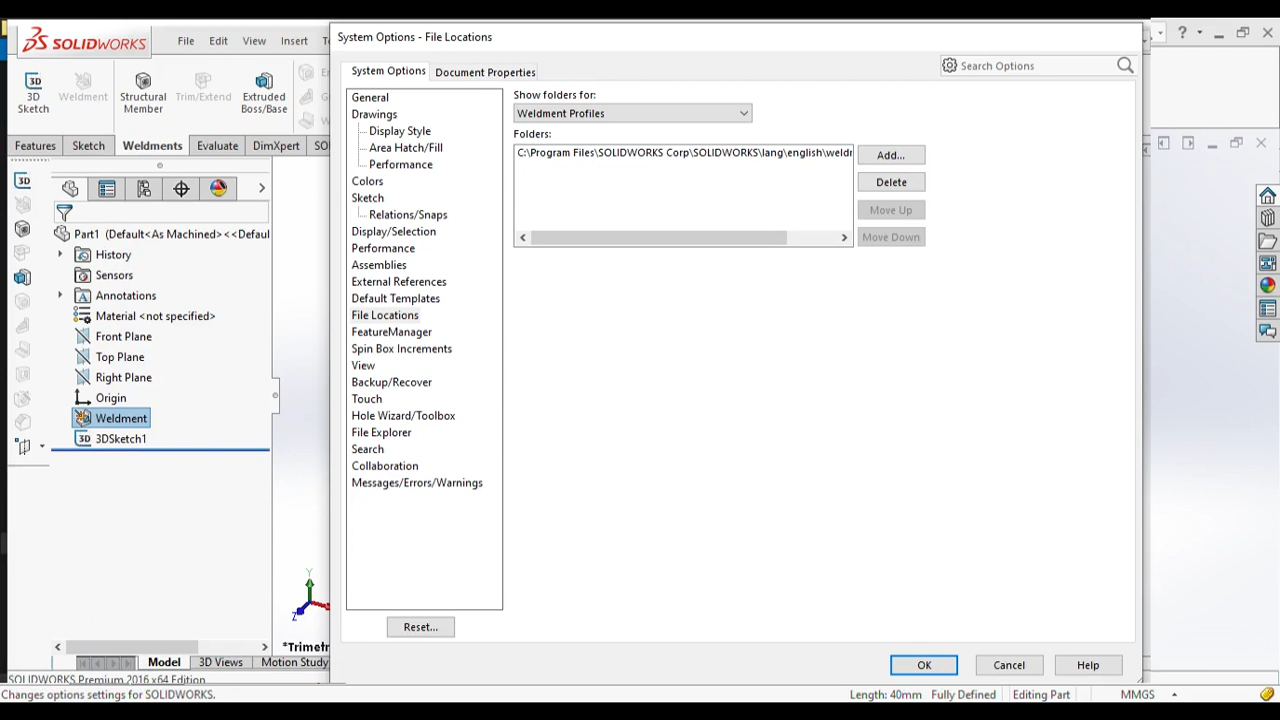 System Options - File Locations
SOLIDWORKS
File Edit View Insert
3D Sketch
Weldment
Structural Member
Trim/Extend
Extruded Boss/Base
Features Sketch Weldments Evaluate DimXpert
Part1 (Default<As Machined><<Defaul
History
Sensors
Annotations
Material <not specified>
Front Plane
Top Plane
Right Plane
Origin
Weldment
3D 3DSketch1
System Options Document Properties
Search Options
General
Drawings
Display Style
Area Hatch/Fill
Performance
Colors
Sketch
Relations/Snaps
Display/Selection
Performance
Assemblies
External References
Default Templates
File Locations
FeatureManager
Spin Box Increments
View
Backup/Recover
Touch
Hole Wizard/Toolbox
File Explorer
Search
Collaboration
Messages/Errors/Warnings
Reset...
Show folders for:
Weldment Profiles
Folders:
C:\Program Files\SOLIDWORKS Corp\SOLIDWORKS\lang\english\weldr
Add...
Delete
Move Up
Move Down
OK Cancel Help
Y
Z
*Trimetr
Model 3D Views Motion Study
SOLIDWORKS Premium 2016 x64 Edition
Changes options settings for SOLIDWORKS.
Length: 40mm Fully Defined Editing Part MMGS